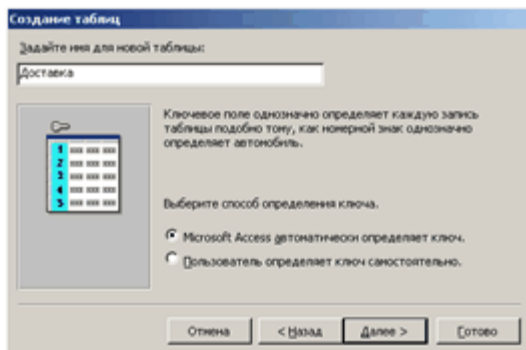 Создание таблиц
Задайте имя для новой таблицы:
Доставка
Ключевое поле однозначно определяет каждую запись
таблицы подобно тому, как номерной знак однозначно
определяет автомобиль.
Выберите способ определения ключа.
Microsoft Access автоматически определяет ключ.
Пользователь определяет ключ самостоятельно.
Отмена
< Назад
Далее >
Готово